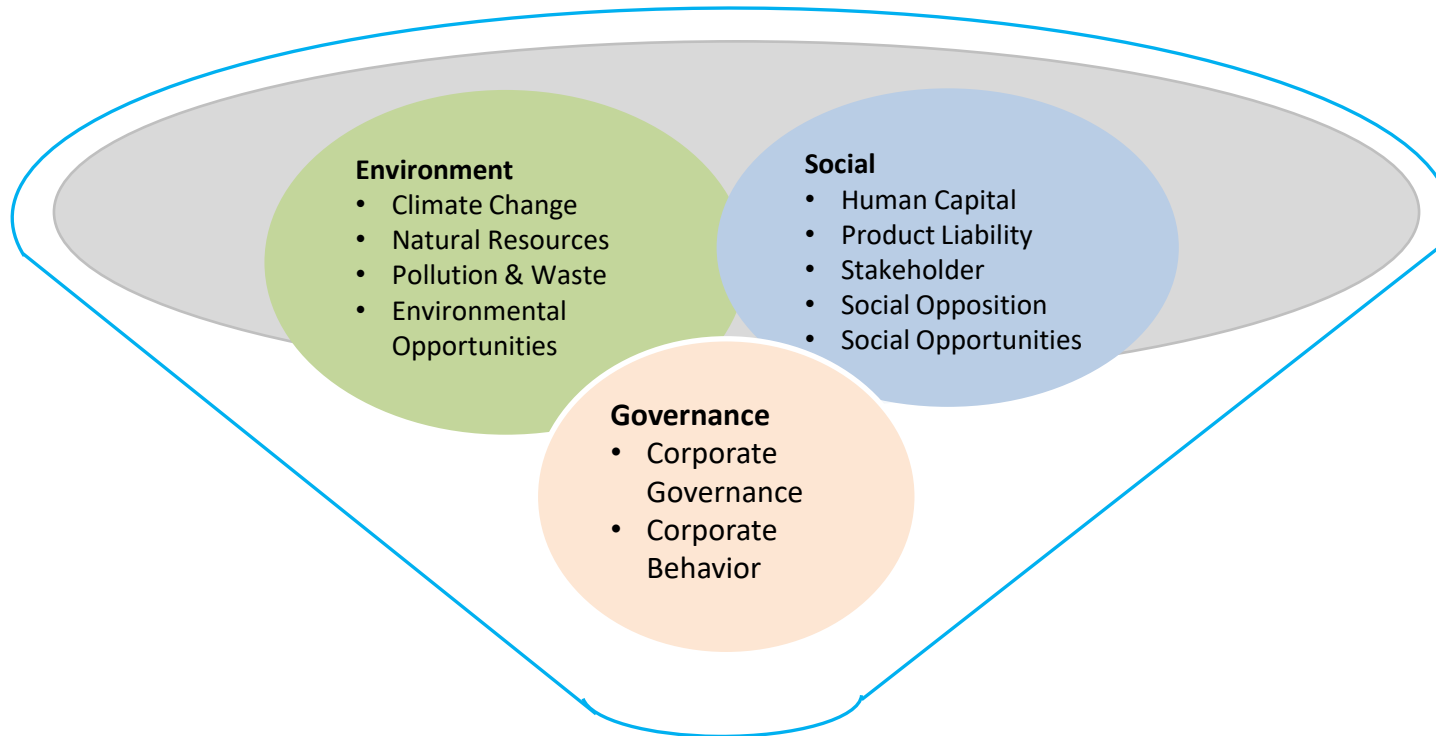 Environment
• Climate Change
• Natural Resources
• Pollution & Waste
• Environmental
Opportunities
Social
• Human Capital
• Product Liability
• Stakeholder
• Social Opposition
• Social Opportunities
Governance
• Corporate
Governance
• Corporate
Behavior